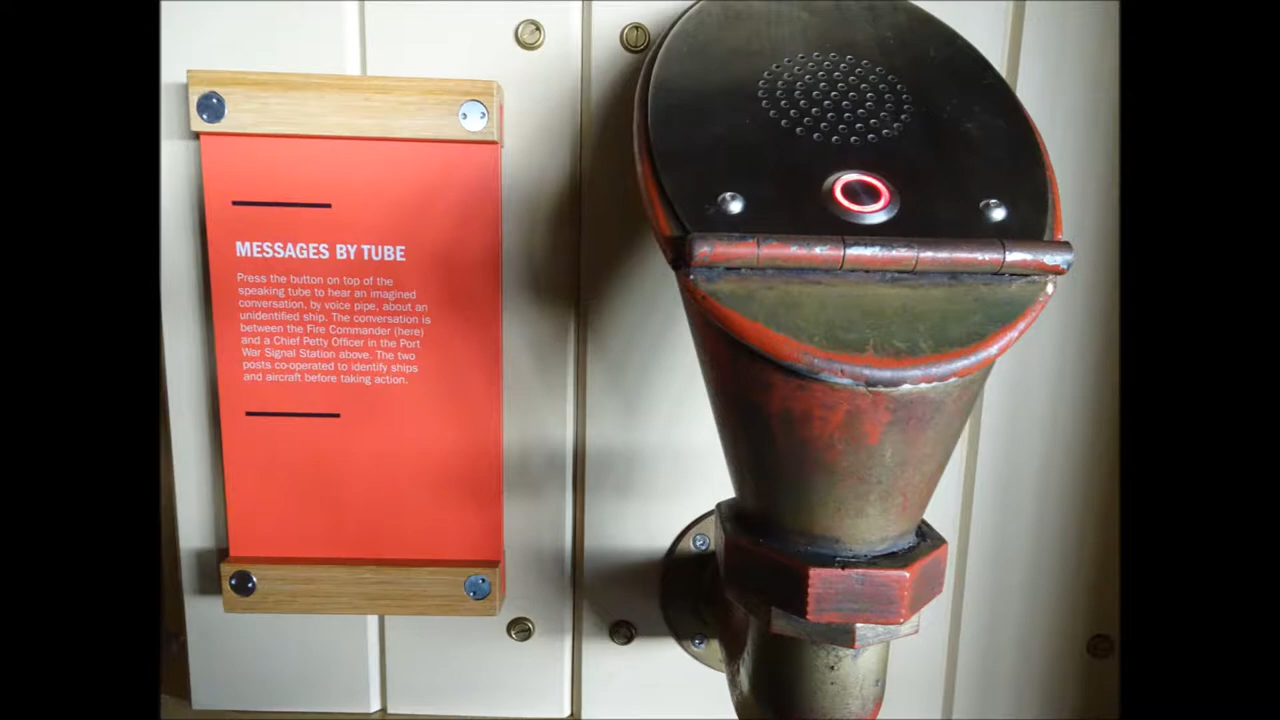 MESSAGES BY TUBE
Press the button on top of the
speaking tube to hear an imagined
conversation, by voice pipe, about an
unidentified ship. The conversation is
between the Fire Commander (here)
and a Chief Petty Officer in the Port
War Signal Station above. The two
posts co-operated to identify ships
and aircraft before taking action.